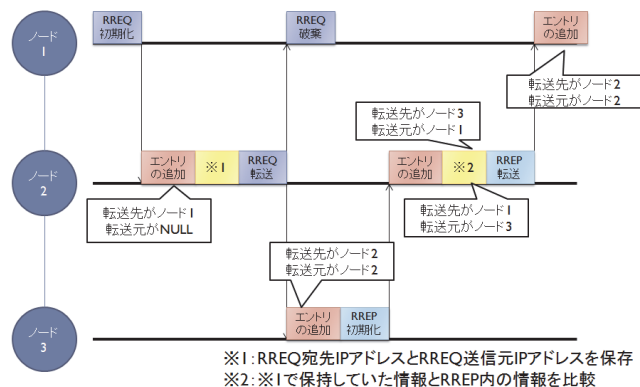 ノード
1
RREQ
初期化
RREQ
破棄
エントリ
の追加
転送先がノード2
転送元がノード2
転送先がノード3
転送元がノード1
ノード
2
エントリ
の追加
※1
RREQ
転送
エントリ
の追加
※2
RREP
転送
転送先がノード1
転送元がNULL
転送先がノード1
転送元がノード3
転送先がノード2
転送元がノード2
ノード
3
エントリ
の追加
RREP
初期化
※1:RREQ宛先IPアドレスとRREQ送信元IPアドレスを保存
※2:※1で保持していた情報とRREP内の情報を比較